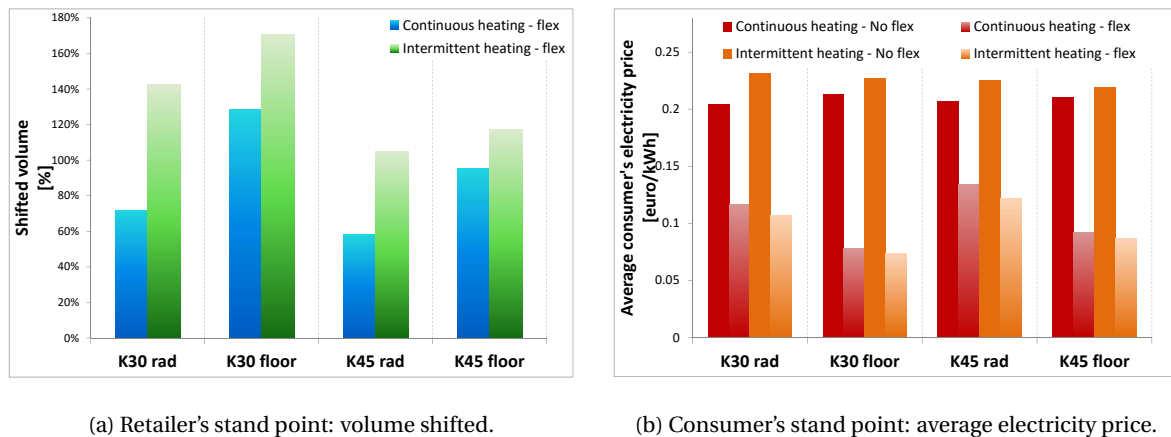 180%
160%
140%
120%
100%
80%
60%
40%
20%
0%
Shifted volume
[%]
Continuous heating - flex
Intermittent heating - flex
K30 rad K30 floor K45 rad K45 floor
(a) Retailer's stand point: volume shifted.
0.25
0.2
0.15
0.1
0.05
0
Average consumer's electricity price
[euro/kWh]
Continuous heating - No flex Continuous heating - flex
Intermittent heating - No flex Intermittent heating - flex
K30 rad K30 floor K45 rad K45 floor
(b) Consumer's stand point: average electricity price.